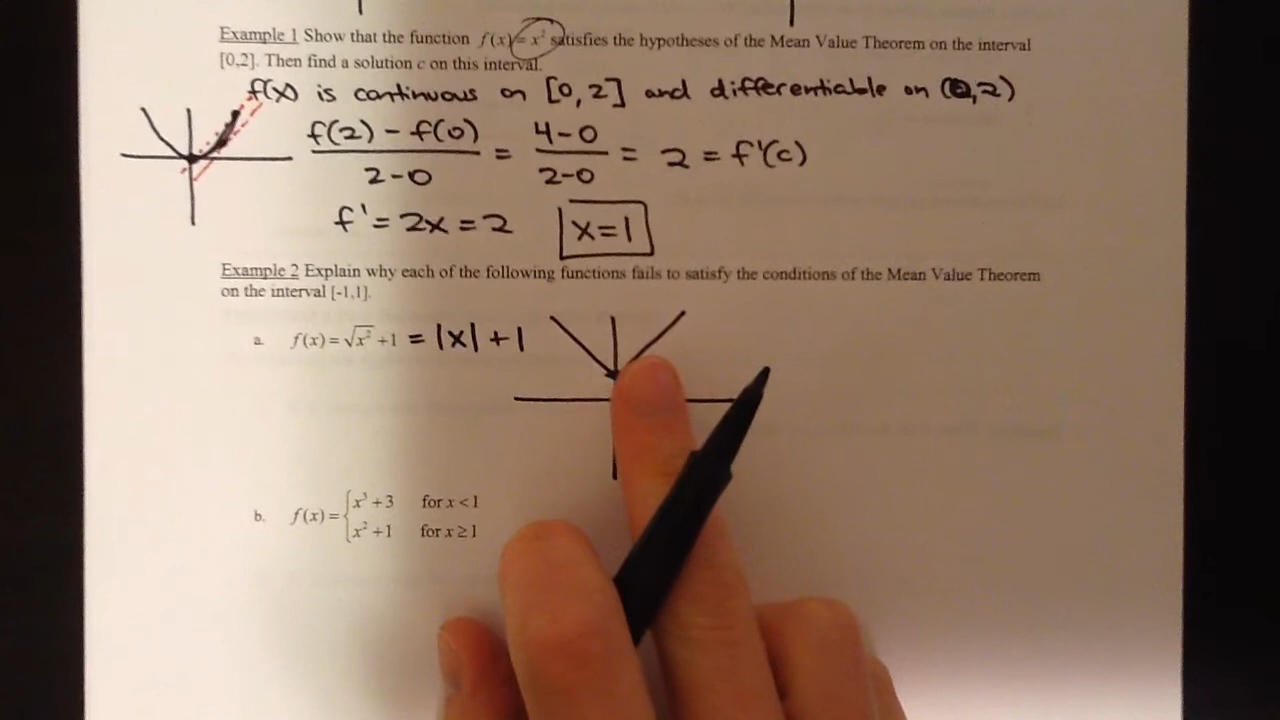 Example 1 Show that the function f(x) = x² satisfies the hypotheses of the Mean Value Theorem on the interval
[0,2]. Then find a solution c on this interval.
f(x) is continuous on [0,2] and differentiable on (0,2)
f(2) - f(0) / 2-0 = 4-0 / 2-0 = 2 = f'(c)
f' = 2x = 2 x=1
Example 2 Explain why each of the following functions fails to satisfy the conditions of the Mean Value Theorem
on the interval [-1,1].
a. f(x) = √x² +1 = |x| +1
b. f(x) = { x³ +3 for x < 1
x² +1 for x ≥ 1